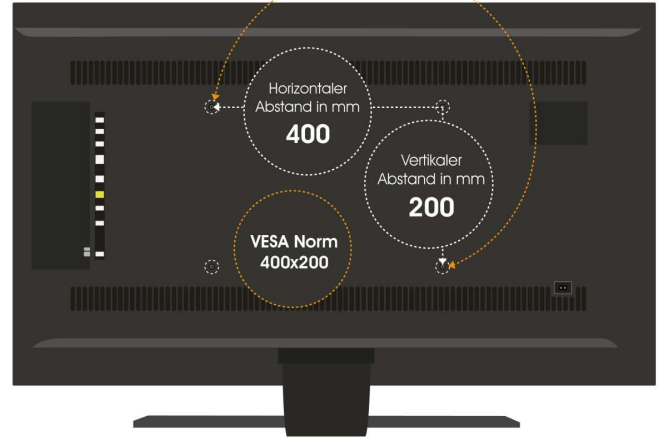 Horizontaler
Abstand in mm
400
Vertikaler
Abstand in mm
200
VESA Norm
400x200